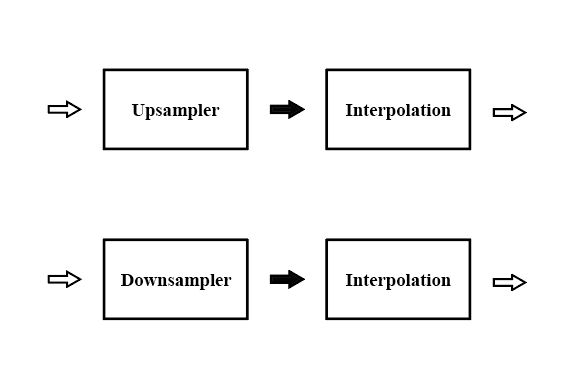 Upsampler
Interpolation
Downsampler
Interpolation